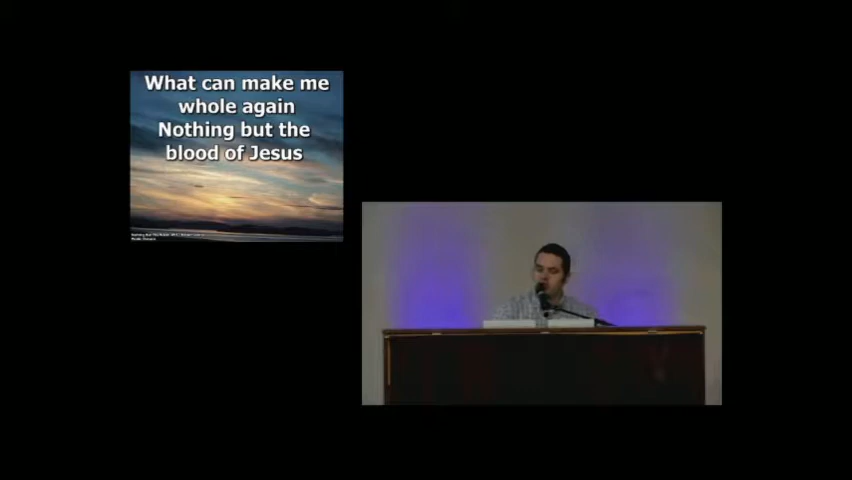 What can make me
whole again
Nothing but the
blood of Jesus